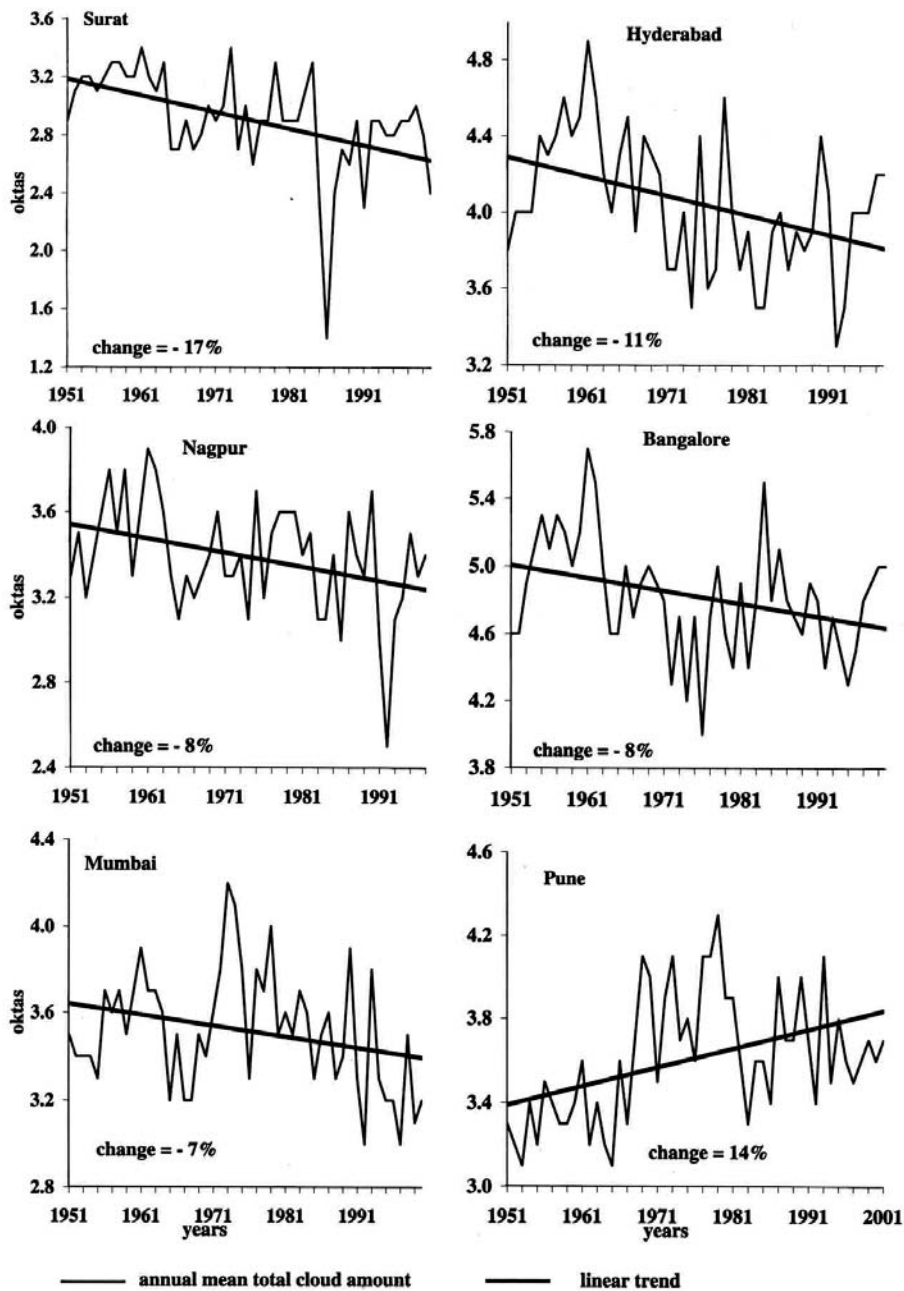 Surat
3.6
3.2
2.8
2.4
2.0
1.6
1.2
oktas
change = - 17%
1951 1961 1971 1981 1991
Hyderabad
4.8
4.4
4.0
3.6
3.2
change = - 11%
1951 1961 1971 1981 1991
Nagpur
4.0
3.6
3.2
2.8
2.4
oktas
change = - 8%
1951 1961 1971 1981 1991
Bangalore
5.8
5.4
5.0
4.6
4.2
3.8
change = - 8%
1951 1961 1971 1981 1991
Mumbai
4.4
4.0
3.6
3.2
2.8
oktas
change = - 7%
1951 1961 1971 1981 1991
years
Pune
4.6
4.2
3.8
3.4
3.0
change = 14%
1951 1961 1971 1981 1991 2001
years
annual mean total cloud amount linear trend